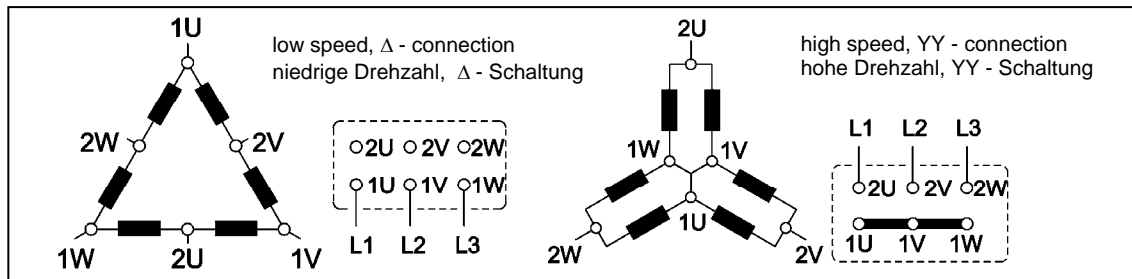 1U
low speed, Δ - connection
niedrige Drehzahl, Δ - Schaltung
2W 2V
1W 2U 1V
2U 2V 2W
1U 1V 1W
L1 L2 L3
2U
high speed, YY - connection
hohe Drehzahl, YY - Schaltung
1W 1V
1U
2W 2V
L1 L2 L3
2U 2V 2W
1U 1V 1W